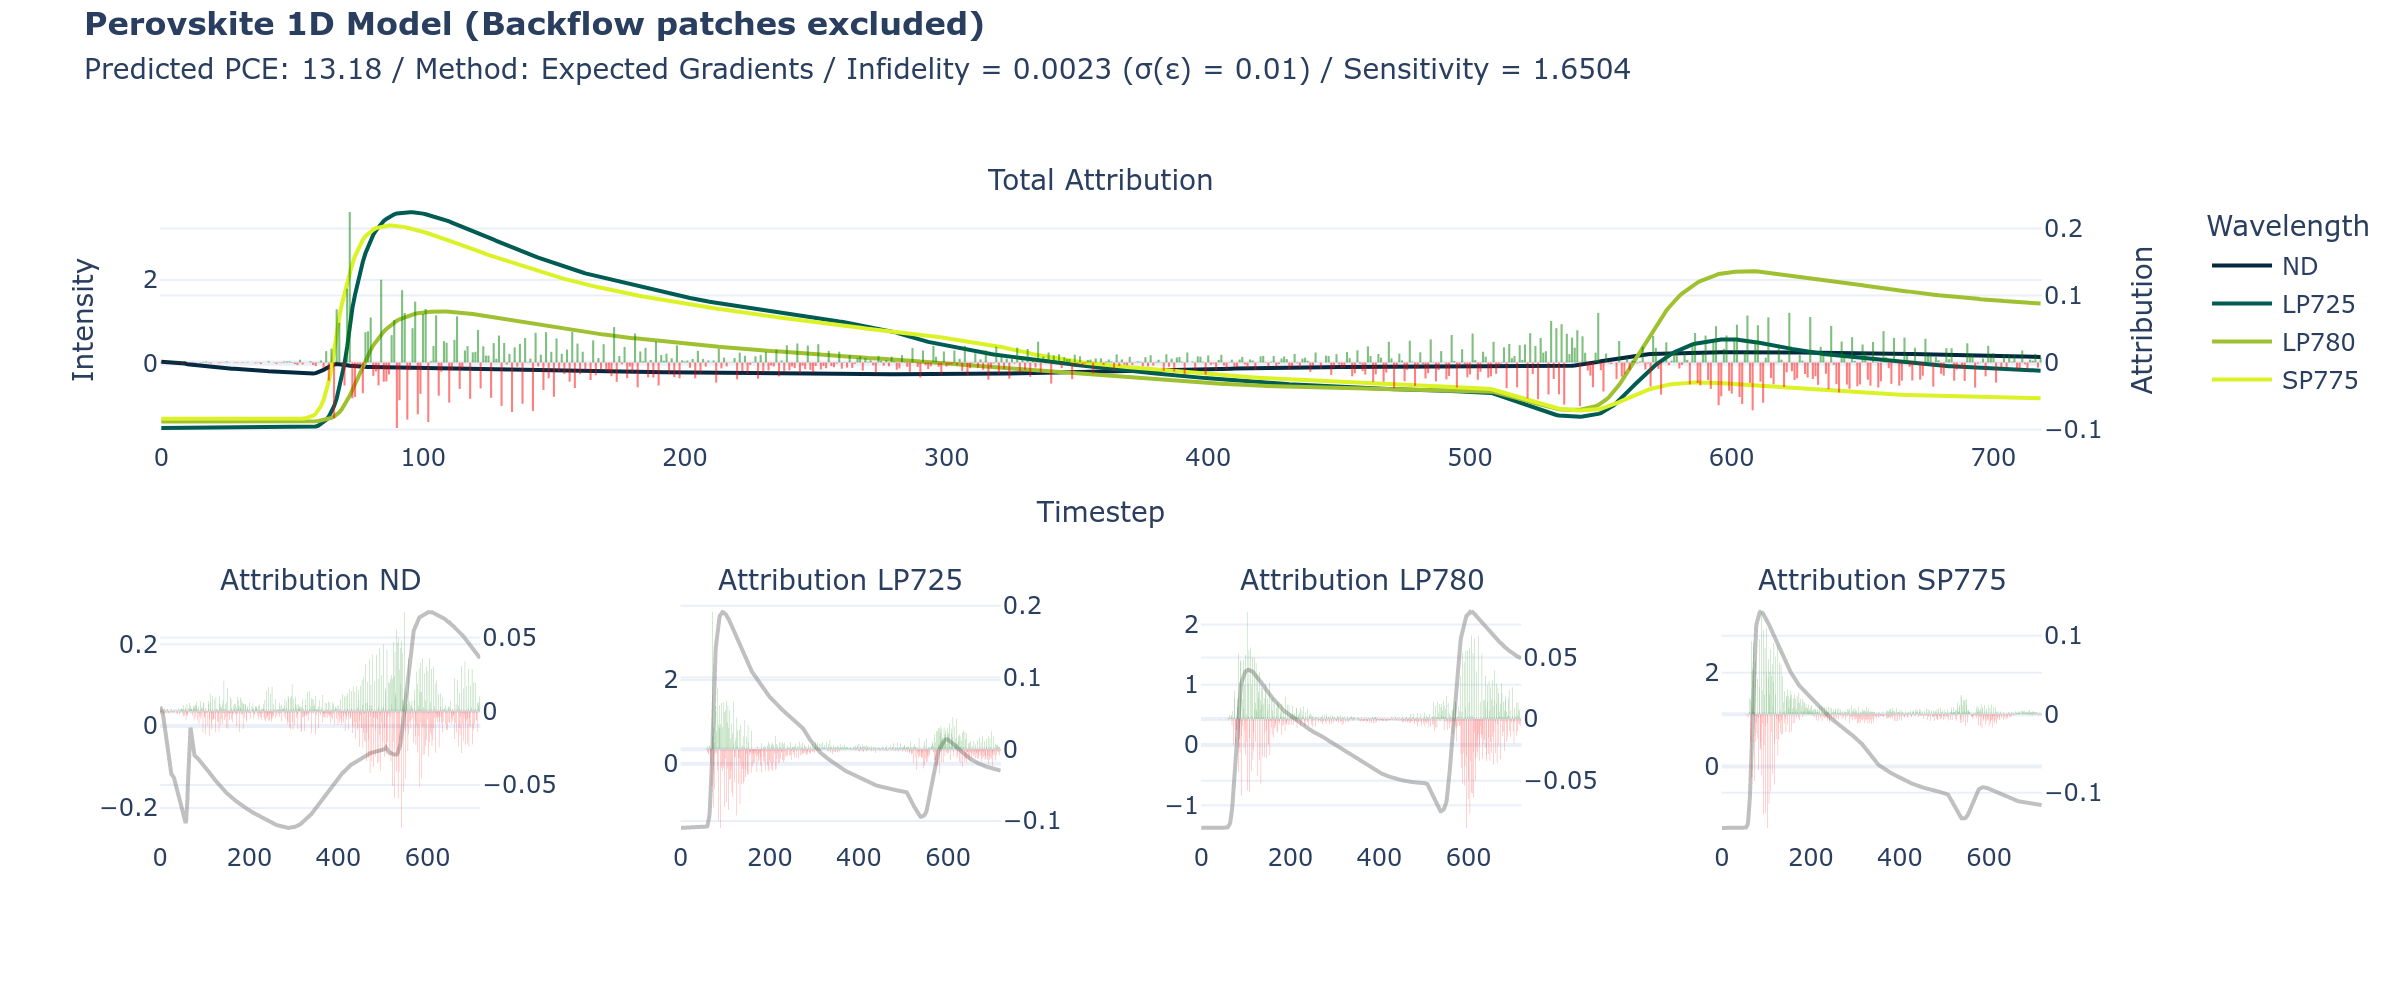 Perovskite 1D Model (Backflow patches excluded)
Predicted PCE: 13.18 / Method: Expected Gradients / Infidelity = 0.0023 (σ(ε) = 0.01) / Sensitivity = 1.6504
Total Attribution
Intensity
2
0
0.2
0.1
0
−0.1
Attribution
0 100 200 300 400 500 600 700
Timestep
Wavelength
ND
LP725
LP780
SP775
Attribution ND
0.2
0
−0.2
0.05
0
−0.05
0 200 400 600
Attribution LP725
2
0
0.2
0.1
0
−0.1
0 200 400 600
Attribution LP780
2
1
0
−1
0.05
0
−0.05
0 200 400 600
Attribution SP775
2
0
0.1
0
−0.1
0 200 400 600